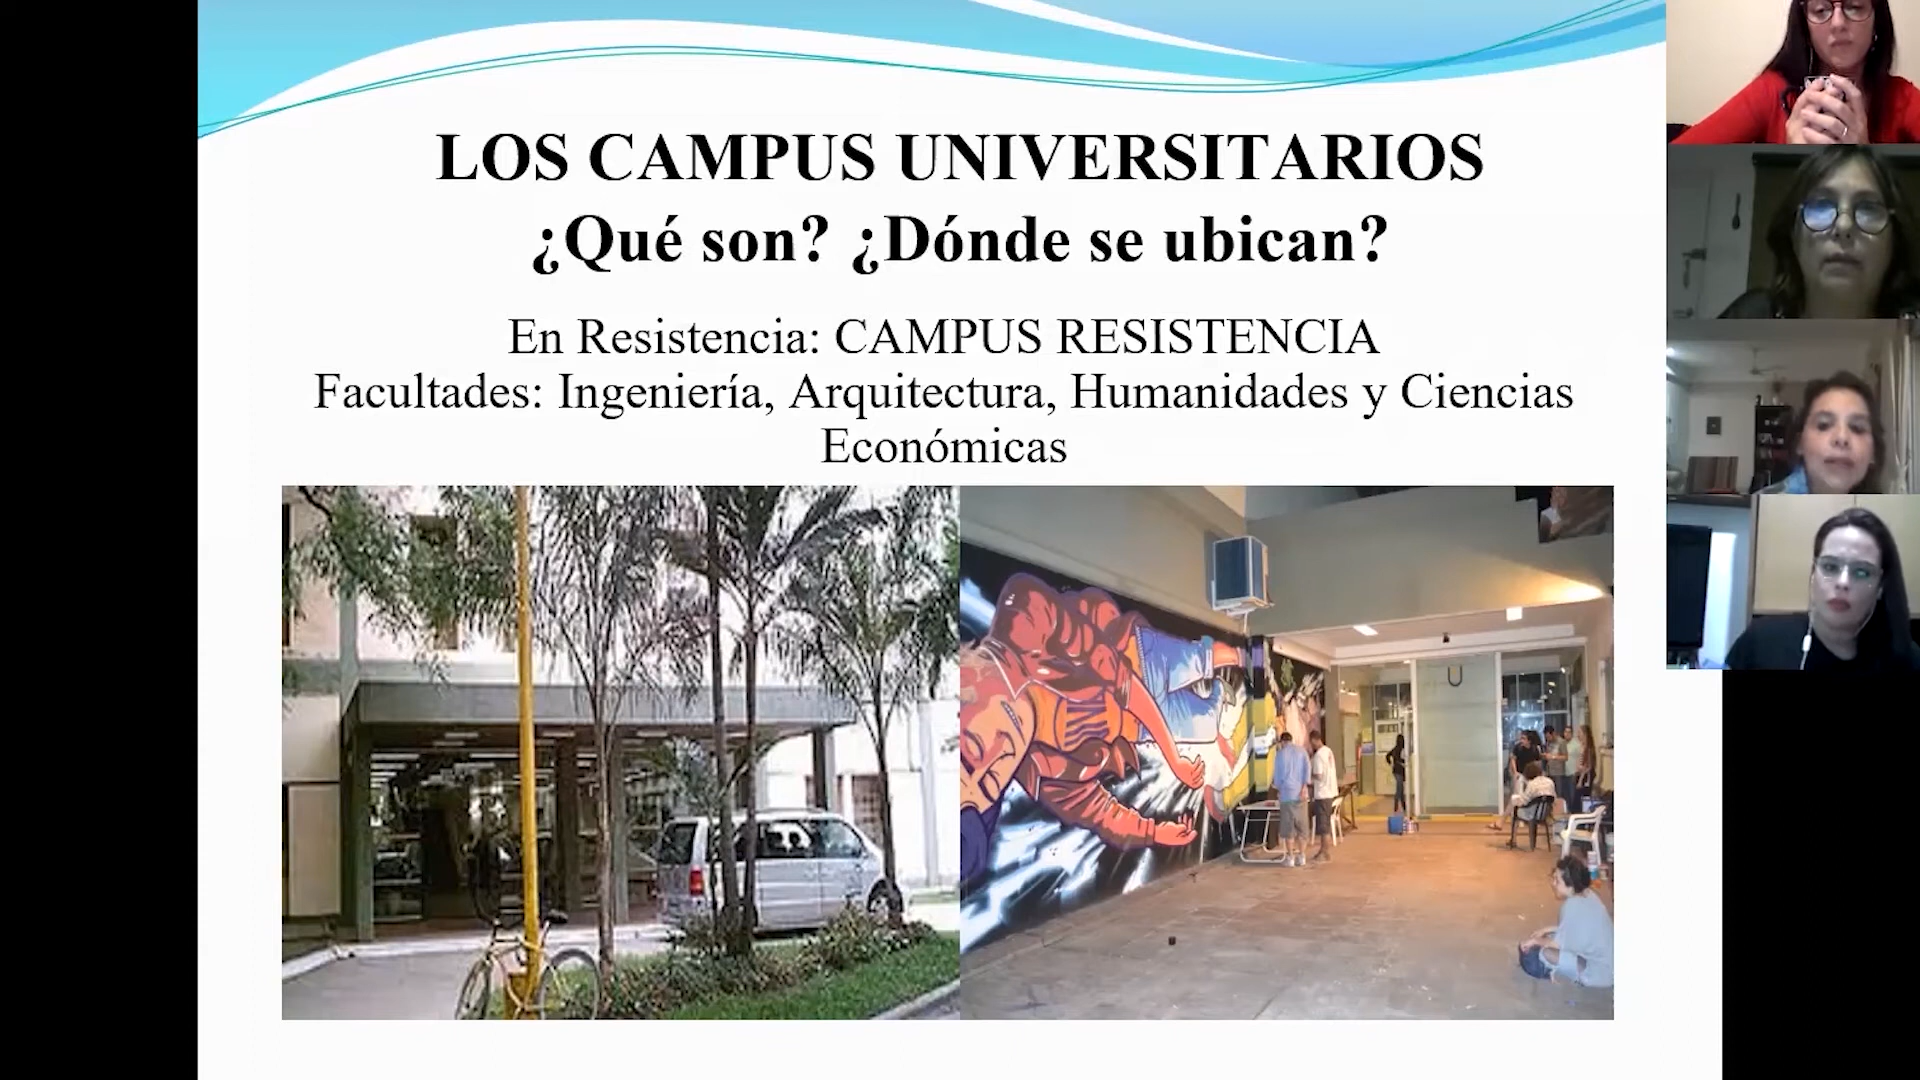 LOS CAMPUS UNIVERSITARIOS
¿Qué son? ¿Dónde se ubican?
En Resistencia: CAMPUS RESISTENCIA
Facultades: Ingeniería, Arquitectura, Humanidades y Ciencias
Económicas